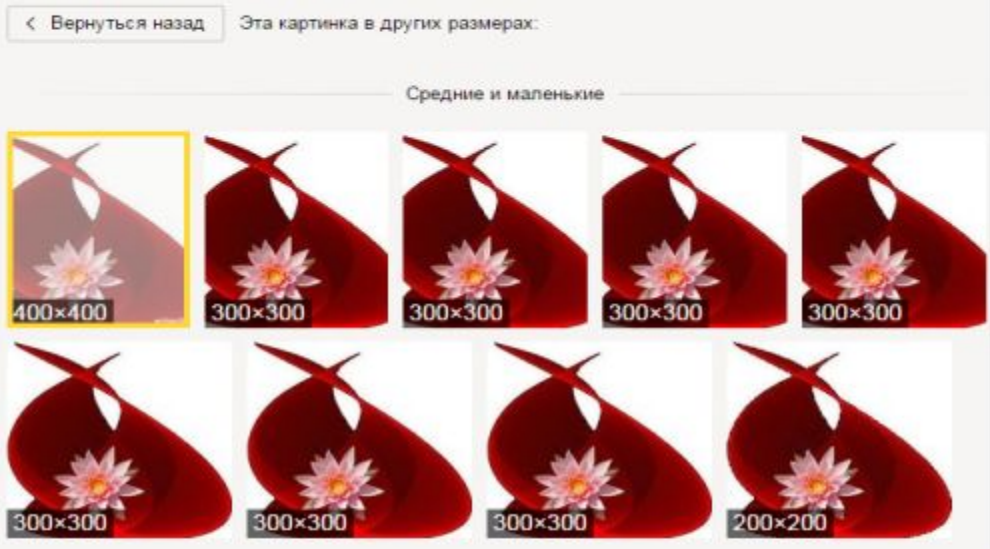 Вернуться назад Эта картинка в других размерах:
Средние и маленькие
400×400 300×300 300×300 300×300 300×300
300×300 300×300 300×300 200×200